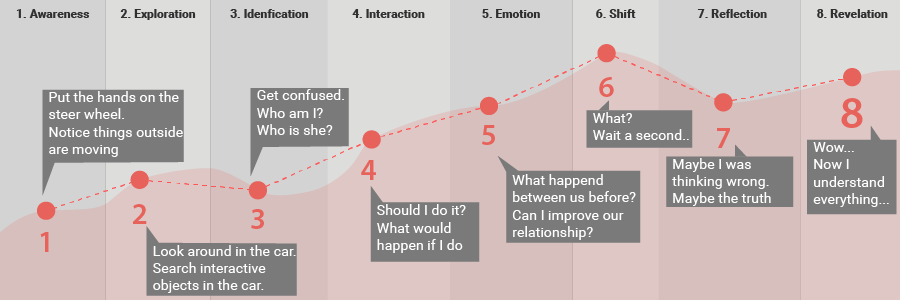 1. Awareness
2. Exploration
3. Idenfication
4. Interaction
5. Emotion
6. Shift
7. Reflection
8. Revelation
Put the hands on the
steer wheel.
Notice things outside
are moving
1
2
Look around in the car.
Search interactive
objects in the car.
Get confused.
Who am I?
Who is she?
3
4
Should I do it?
What would
happen if I do
5
What happend
between us before?
Can I improve our
relationship?
6
What?
Wait a second..
7
Maybe I was
thinking wrong.
Maybe the truth
8
Wow...
Now I
understand
everything...